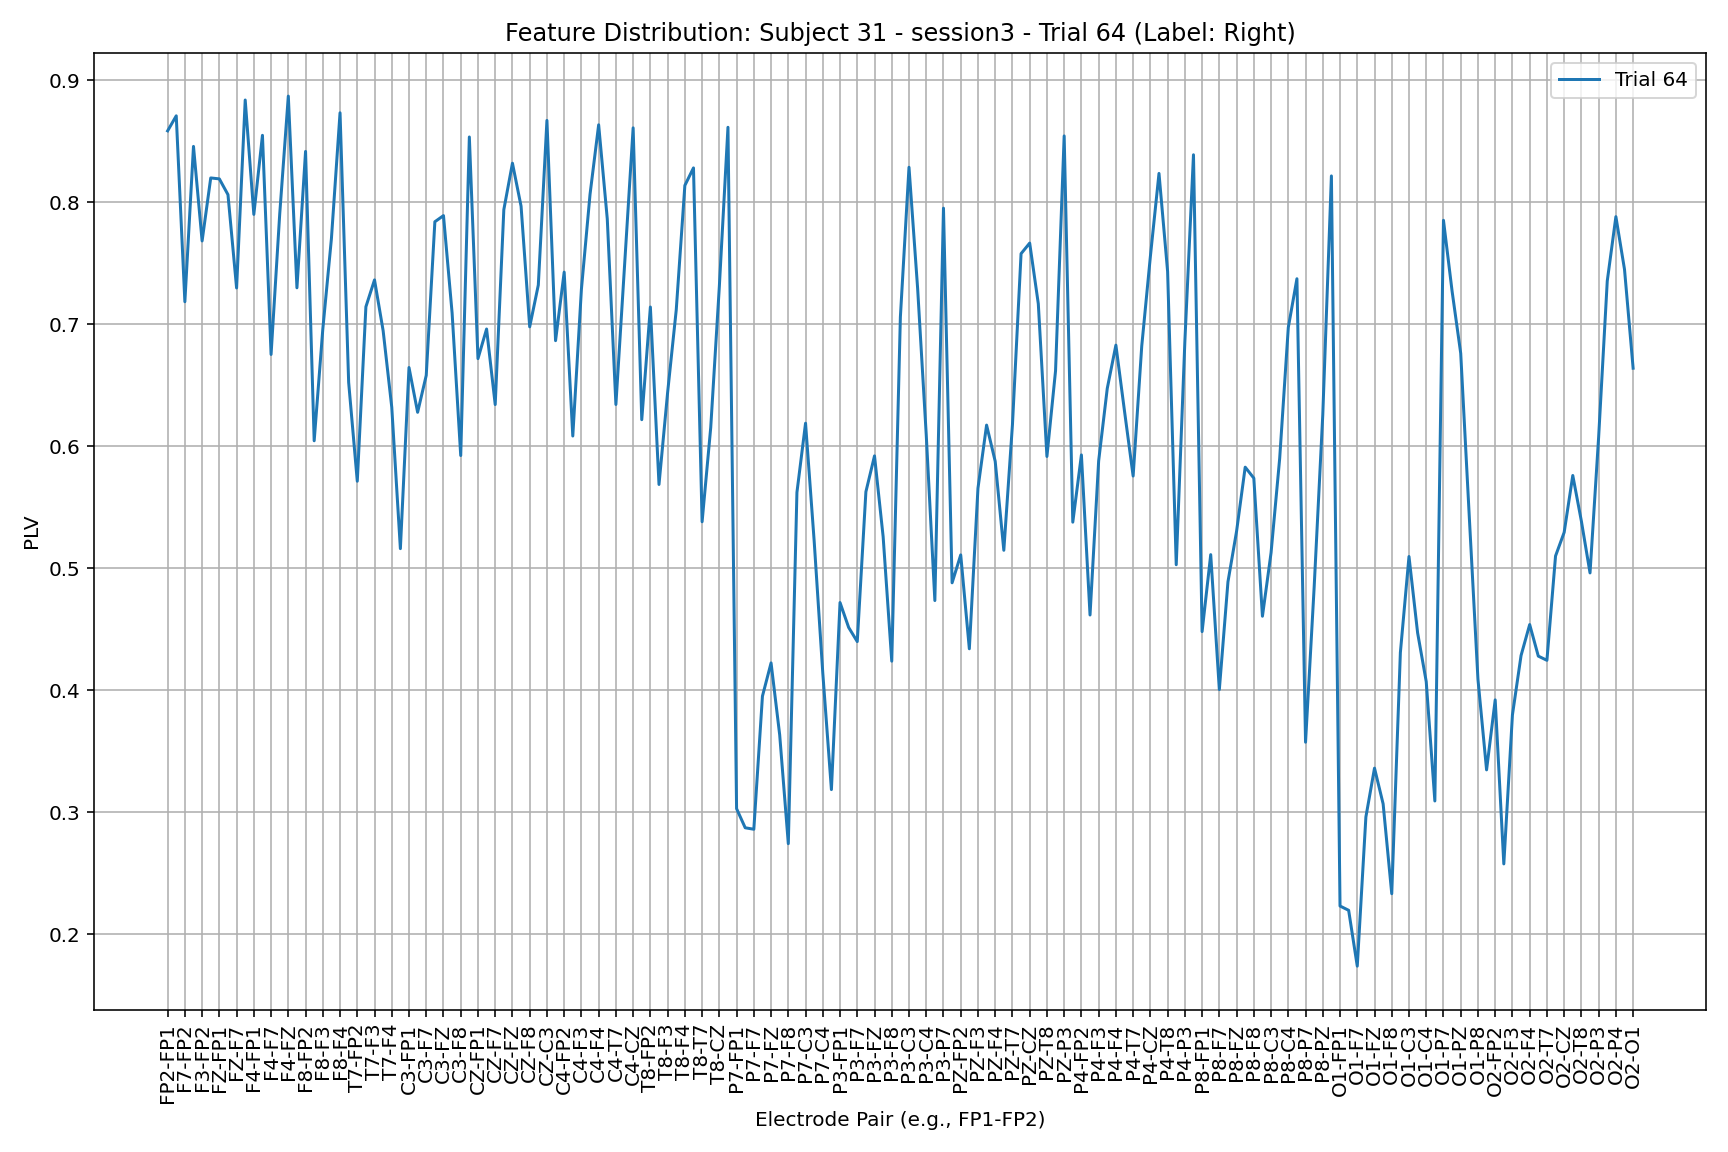 Feature Distribution: Subject 31 - session3 - Trial 64 (Label: Right)
Trial 64
0.9
0.8
0.7
0.6
0.5
0.4
0.3
0.2
PLV
FP2-FP1
F7-FP2
F3-FP2
FZ-FP1
FZ-F7
F4-FP1
F4-F7
F4-FZ
F8-FP2
F8-F3
F8-F4
T7-FP2
T7-F3
T7-F4
C3-FP1
C3-F7
C3-FZ
C3-F8
CZ-FP1
CZ-F7
CZ-FZ
CZ-F8
CZ-C3
C4-FP2
C4-F3
C4-F4
C4-T7
C4-CZ
T8-FP2
T8-F3
T8-F4
T8-T7
T8-CZ
P7-FP1
P7-F7
P7-FZ
P7-F8
P7-C3
P7-C4
P3-FP1
P3-F7
P3-FZ
P3-F8
P3-C3
P3-C4
P3-P7
PZ-FP2
PZ-F3
PZ-F4
PZ-T7
PZ-CZ
PZ-T8
PZ-P3
P4-FP2
P4-F3
P4-F4
P4-T7
P4-CZ
P4-T8
P4-P3
P8-FP1
P8-F7
P8-FZ
P8-F8
P8-C3
P8-C4
P8-P7
P8-PZ
O1-FP1
O1-F7
O1-FZ
O1-F8
O1-C3
O1-C4
O1-P7
O1-PZ
O1-P8
O2-FP2
O2-F3
O2-F4
O2-T7
O2-CZ
O2-T8
O2-P3
O2-P4
O2-O1
Electrode Pair (e.g., FP1-FP2)